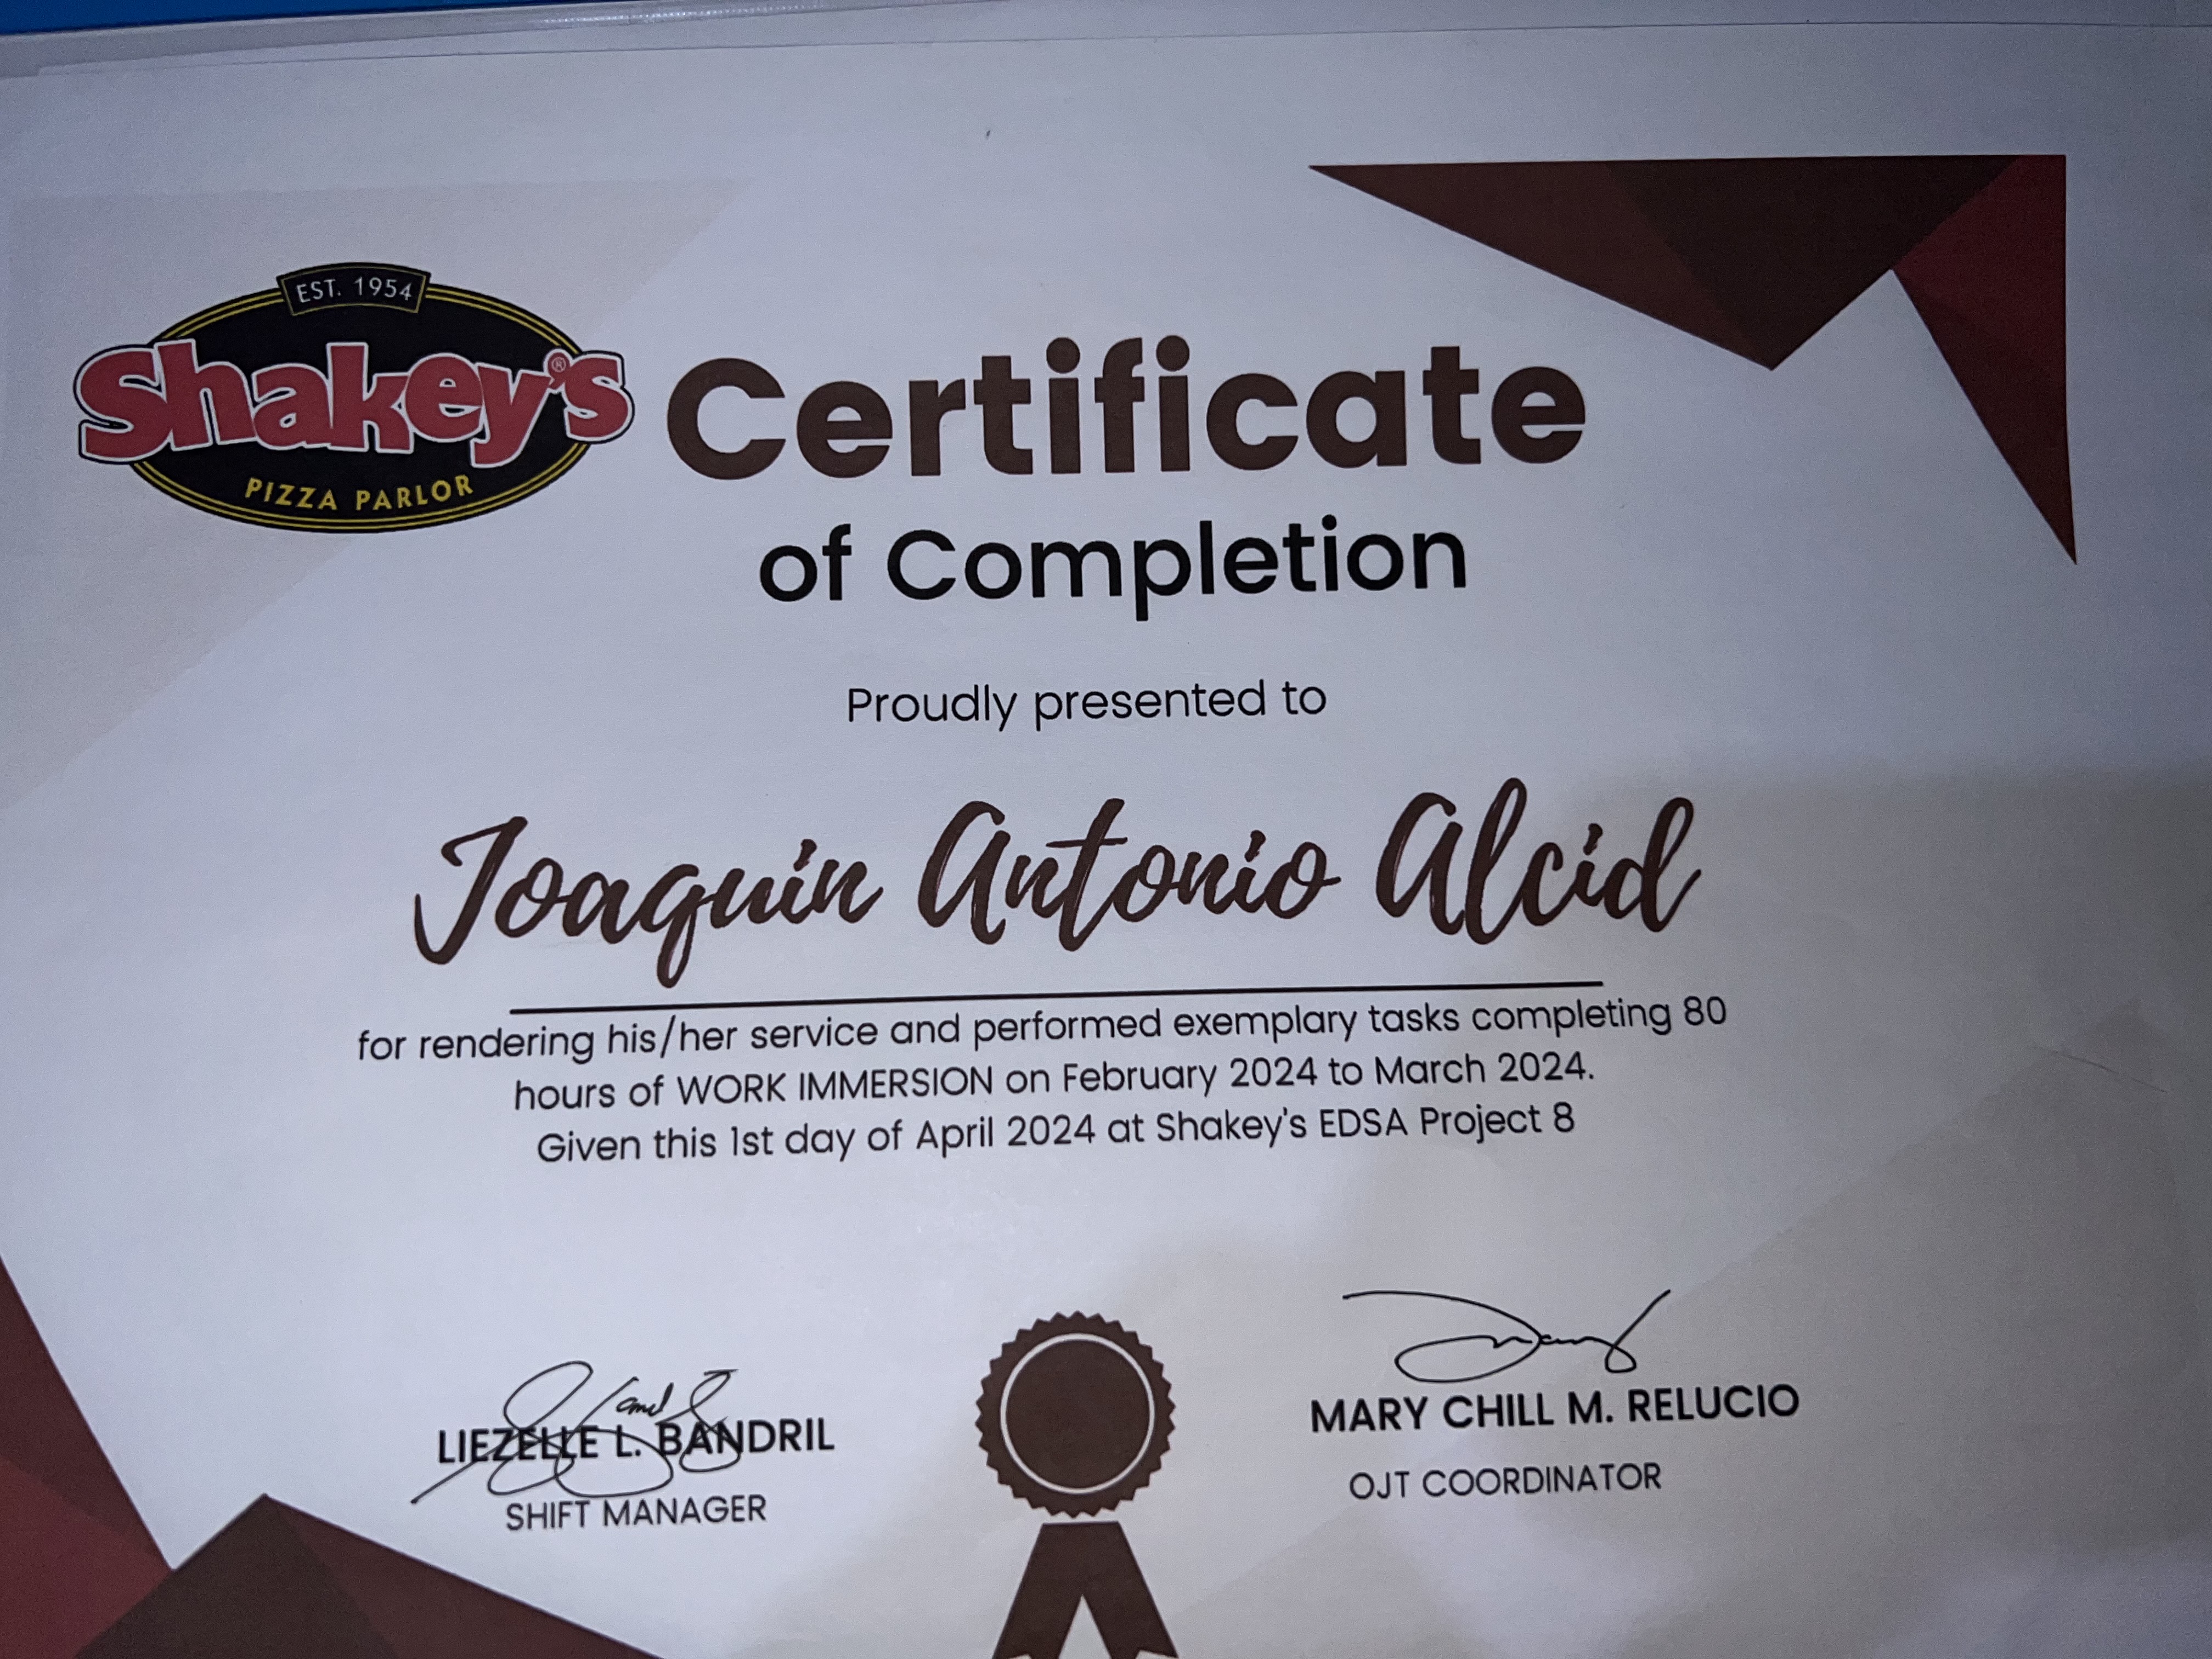 EST. 1954
Shakey's®
PIZZA PARLOR
Certificate
of Completion
Proudly presented to
Joaquin Antonio Alcid
for rendering his/her service and performed exemplary tasks completing 80
hours of WORK IMMERSION on February 2024 to March 2024.
Given this 1st day of April 2024 at Shakey's EDSA Project 8
LIEZELLE L. BANDRIL
SHIFT MANAGER
MARY CHILL M. RELUCIO
OJT COORDINATOR